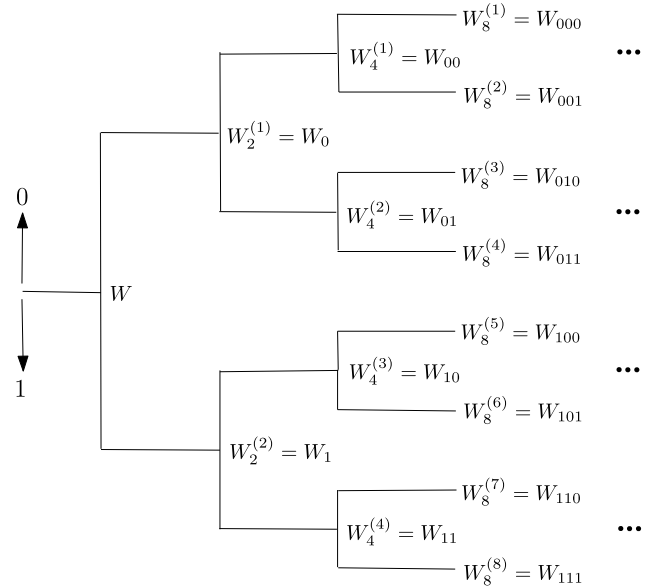 W_8^{(1)} = W_{000}
W_4^{(1)} = W_{00}
...
W_8^{(2)} = W_{001}
W_2^{(1)} = W_0
W_8^{(3)} = W_{010}
0
W_4^{(2)} = W_{01}
...
W_8^{(4)} = W_{011}
W
W_8^{(5)} = W_{100}
W_4^{(3)} = W_{10}
...
1
W_8^{(6)} = W_{101}
W_2^{(2)} = W_1
W_8^{(7)} = W_{110}
W_4^{(4)} = W_{11}
...
W_8^{(8)} = W_{111}